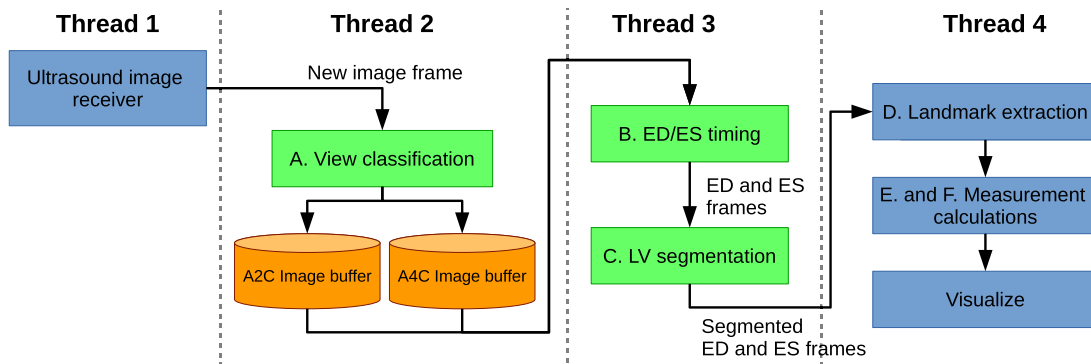 Thread 1
Thread 2
Thread 3
Thread 4
Ultrasound image
receiver
New image frame
A. View classification
A2C Image buffer
A4C Image buffer
B. ED/ES timing
ED and ES
frames
C. LV segmentation
Segmented
ED and ES frames
D. Landmark extraction
E. and F. Measurement
calculations
Visualize